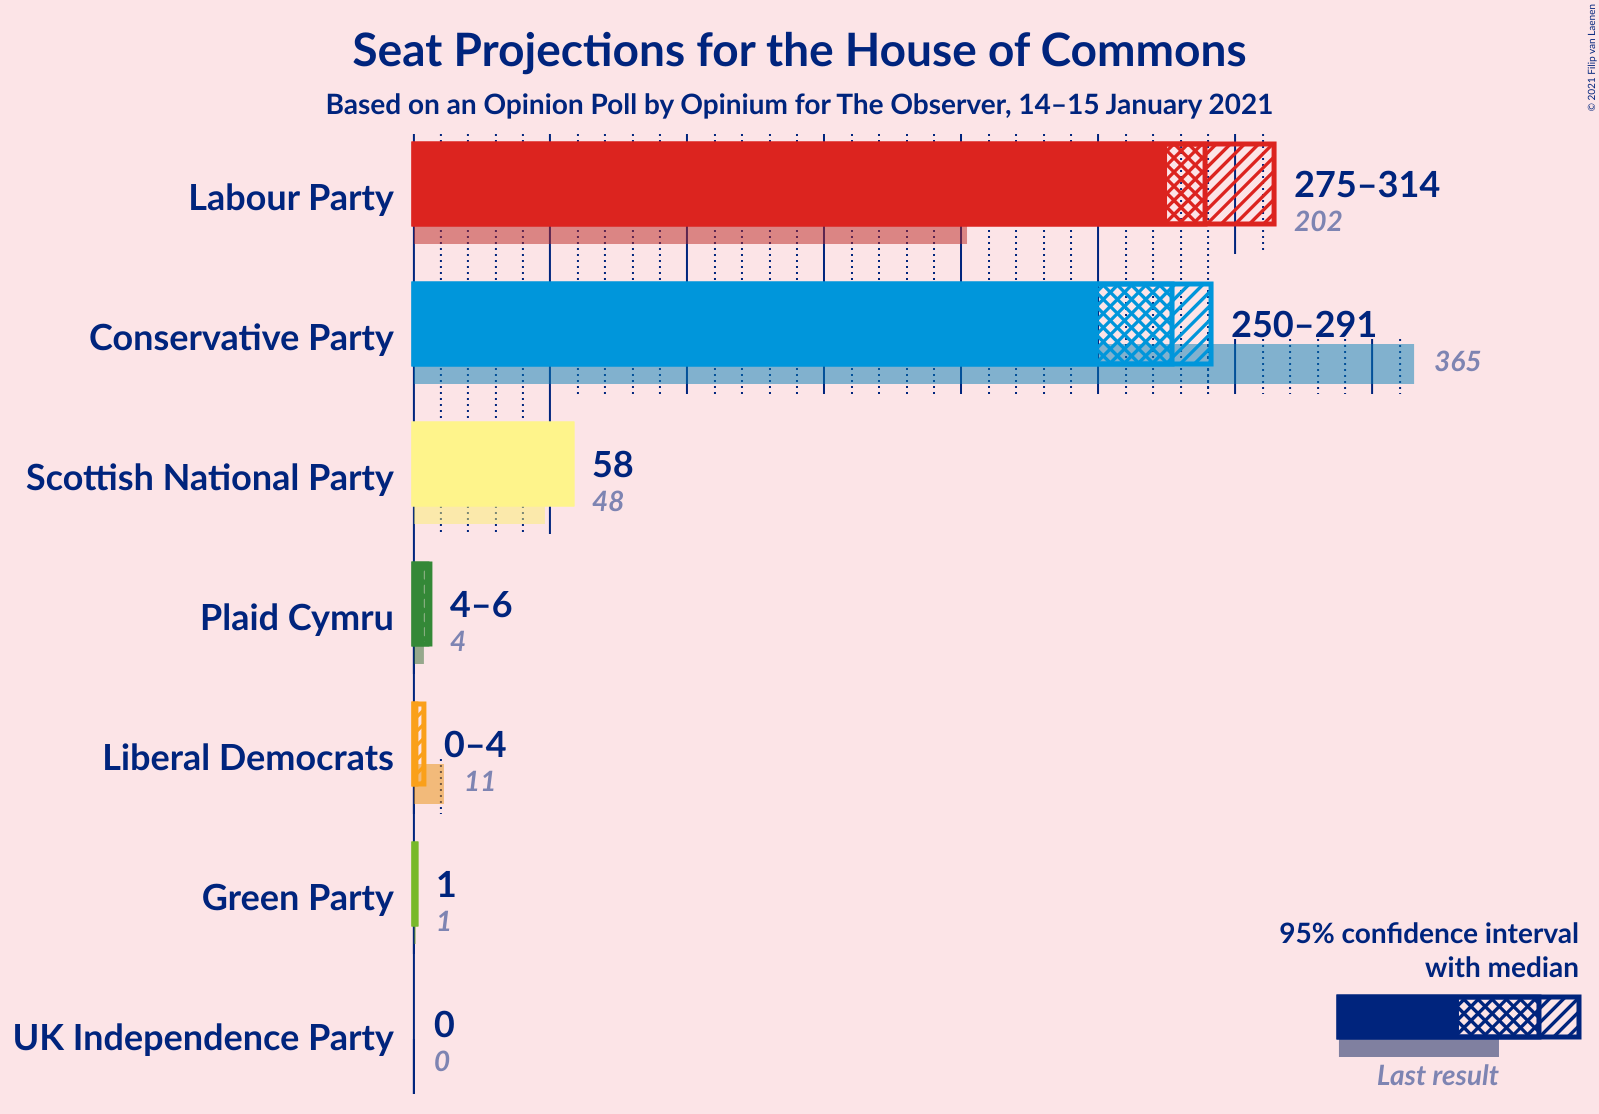 Seat Projections for the House of Commons
Based on an Opinion Poll by Opinium for The Observer, 14–15 January 2021
© 2021 Filip van Laenen
Labour Party
275–314
202
Conservative Party
250–291
365
Scottish National Party
58
48
Plaid Cymru
4–6
4
Liberal Democrats
0–4
11
Green Party
1
1
UK Independence Party
0
0
95% confidence interval
with median
Last result